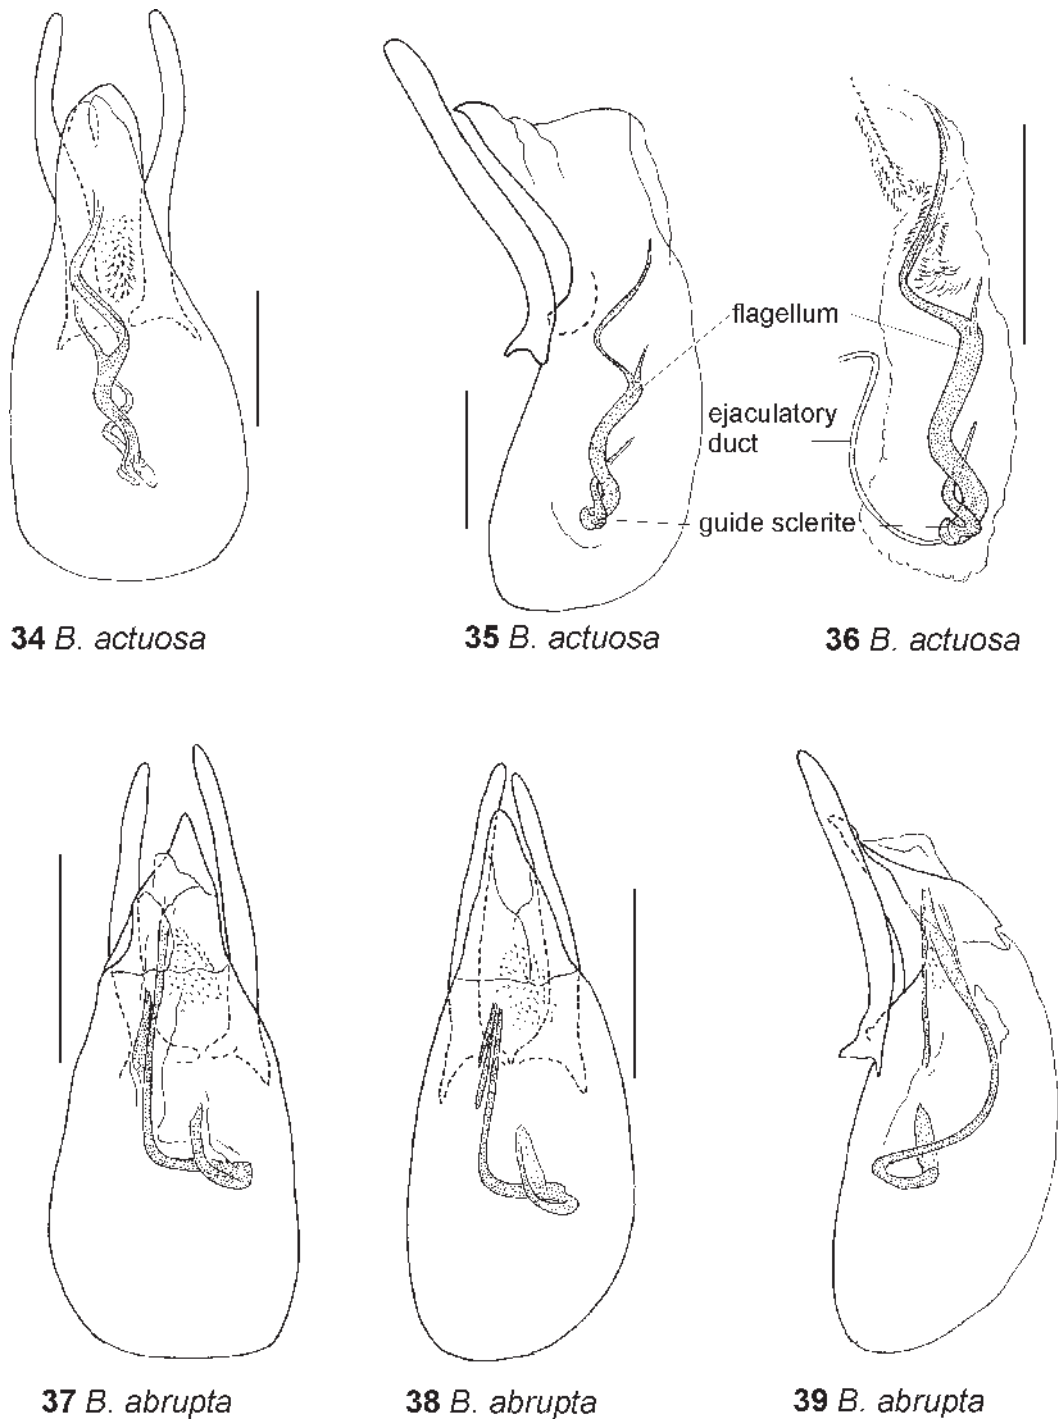 flagellum
ejaculatory
duct
guide sclerite
34 B. actuosa
35 B. actuosa
36 B. actuosa
37 B. abrupta
38 B. abrupta
39 B. abrupta